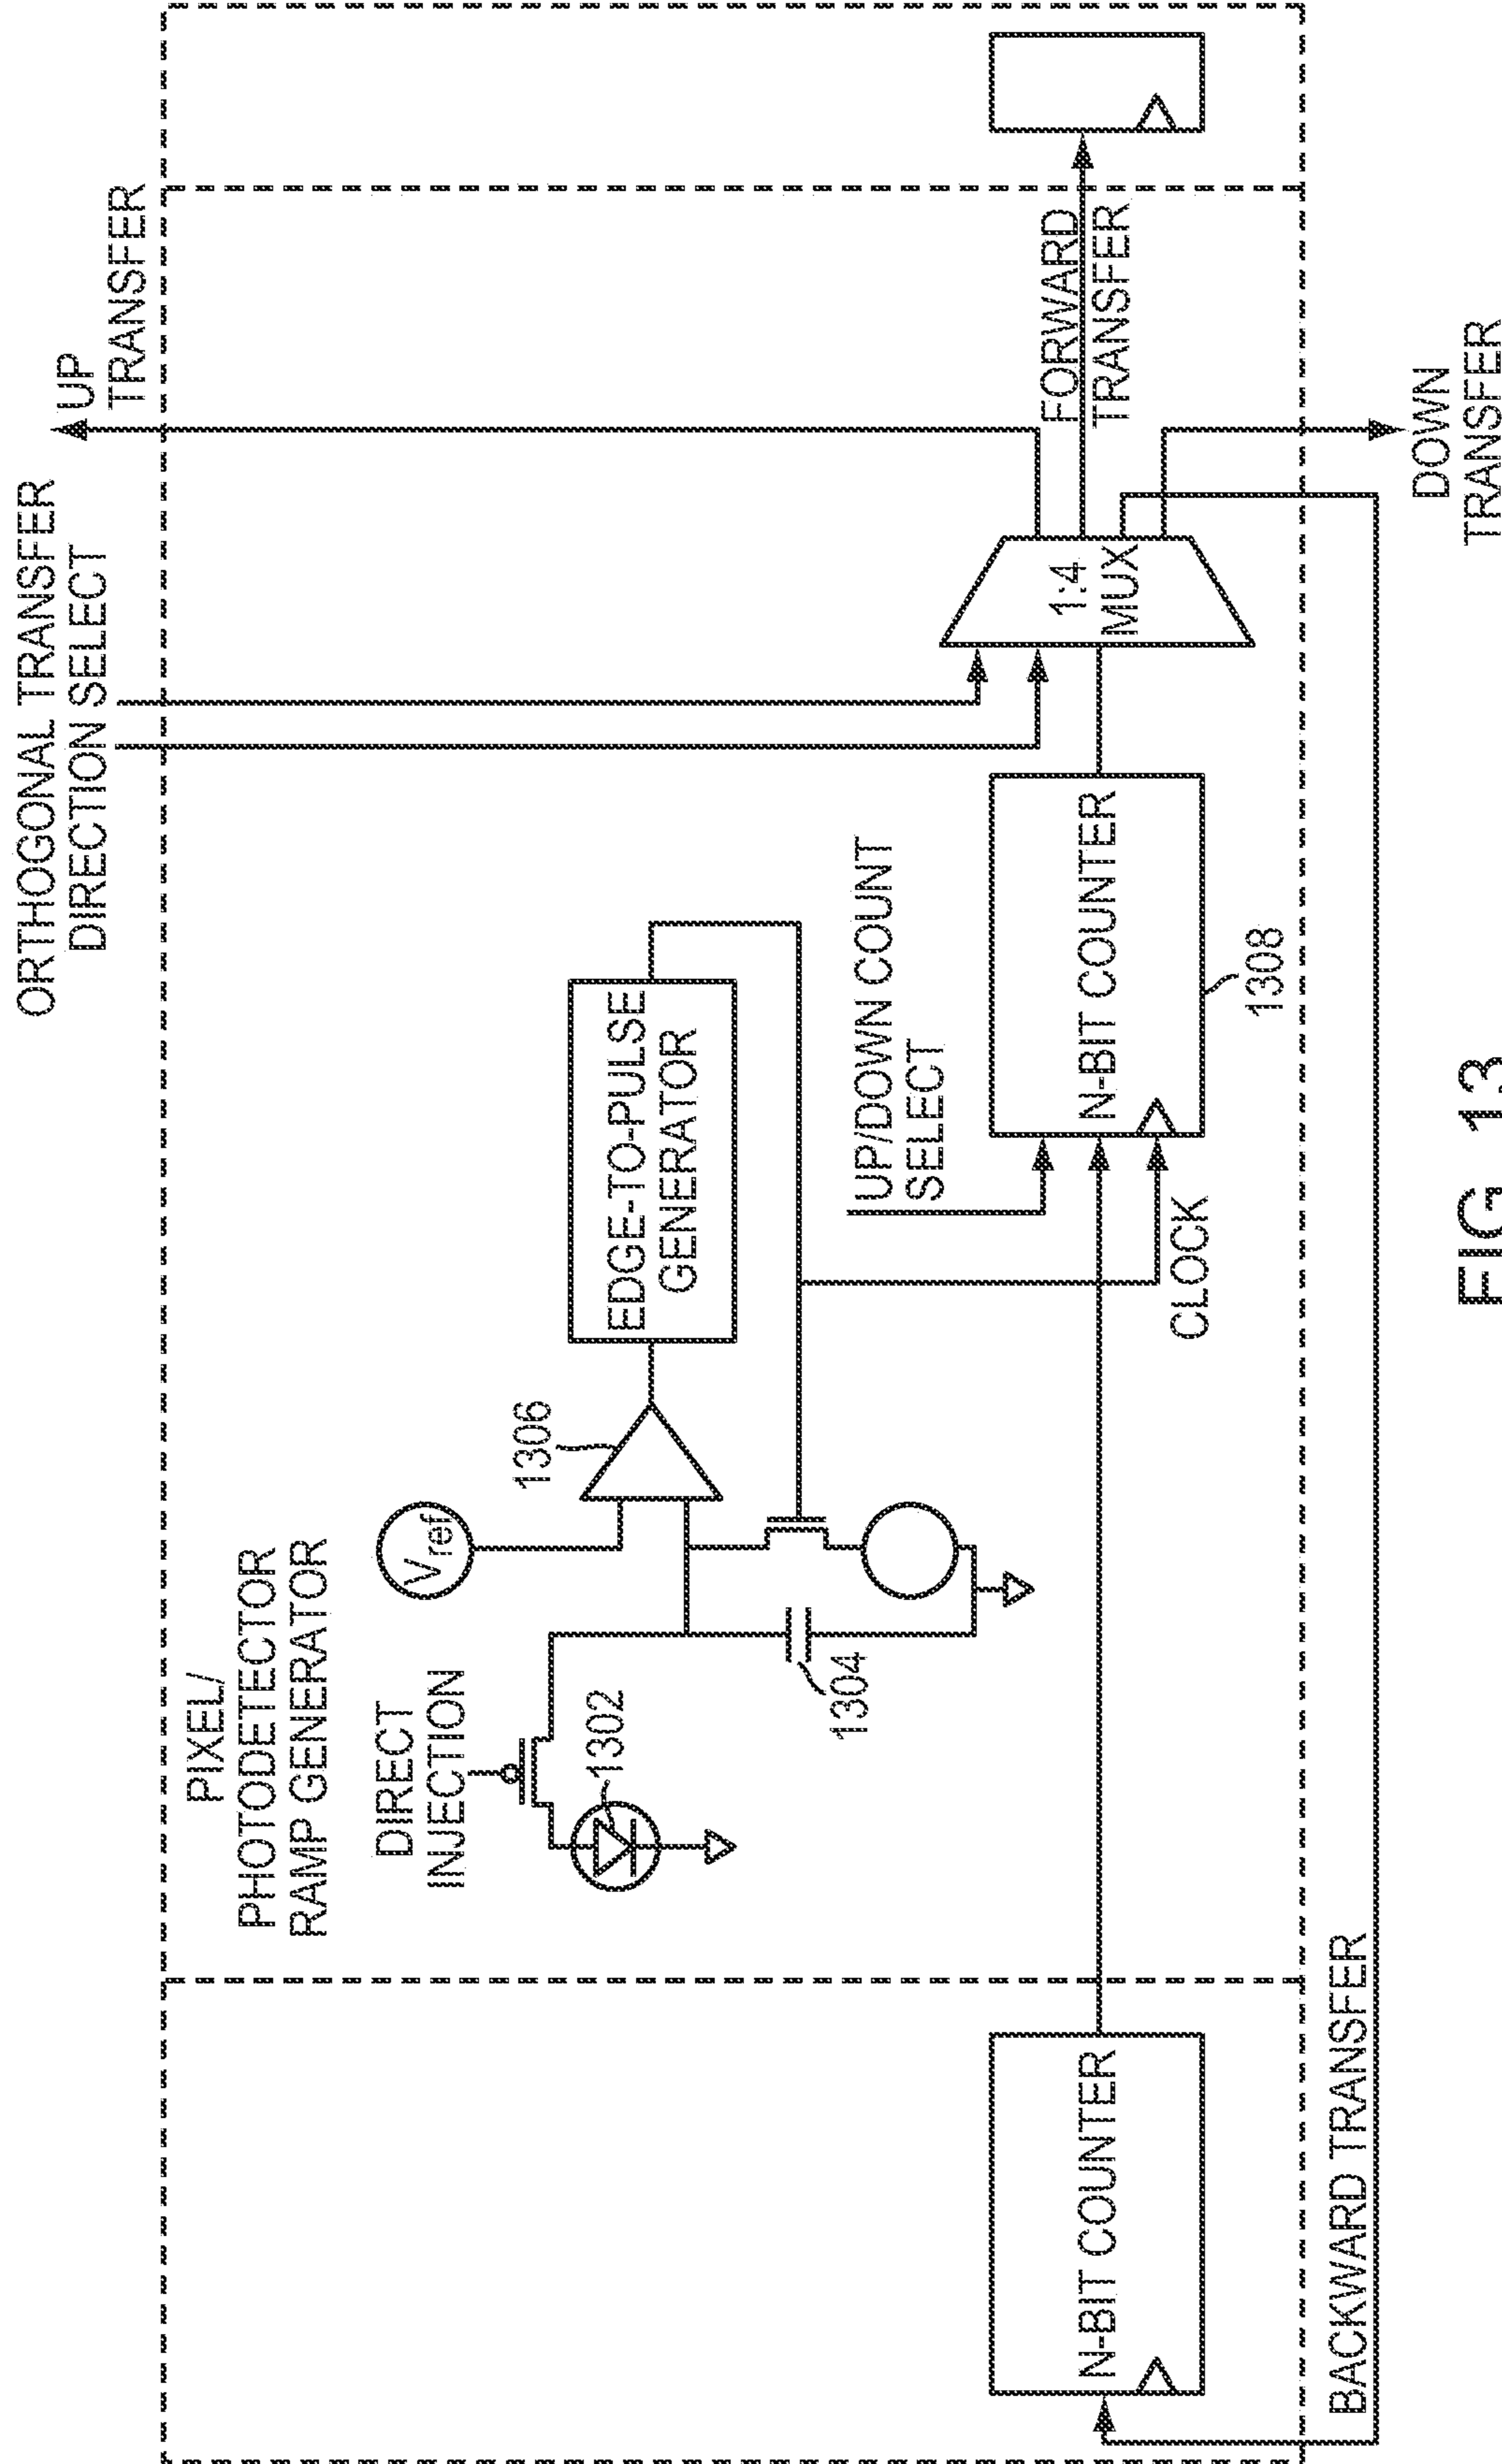 ORTHOGONAL TRANSFER
DIRECTION SELECT
UP
TRANSFER
PIXEL/
PHOTODETECTOR
RAMP GENERATOR
DIRECT
INJECTION
1302
Vref
1306
1304
EDGE-TO-PULSE
GENERATOR
UP/DOWN COUNT
SELECT
CLOCK
N-BIT COUNTER
N-BIT COUNTER
1308
1:4
MUX
FORWARD
TRANSFER
BACKWARD TRANSFER
DOWN
TRANSFER
FIG. 13